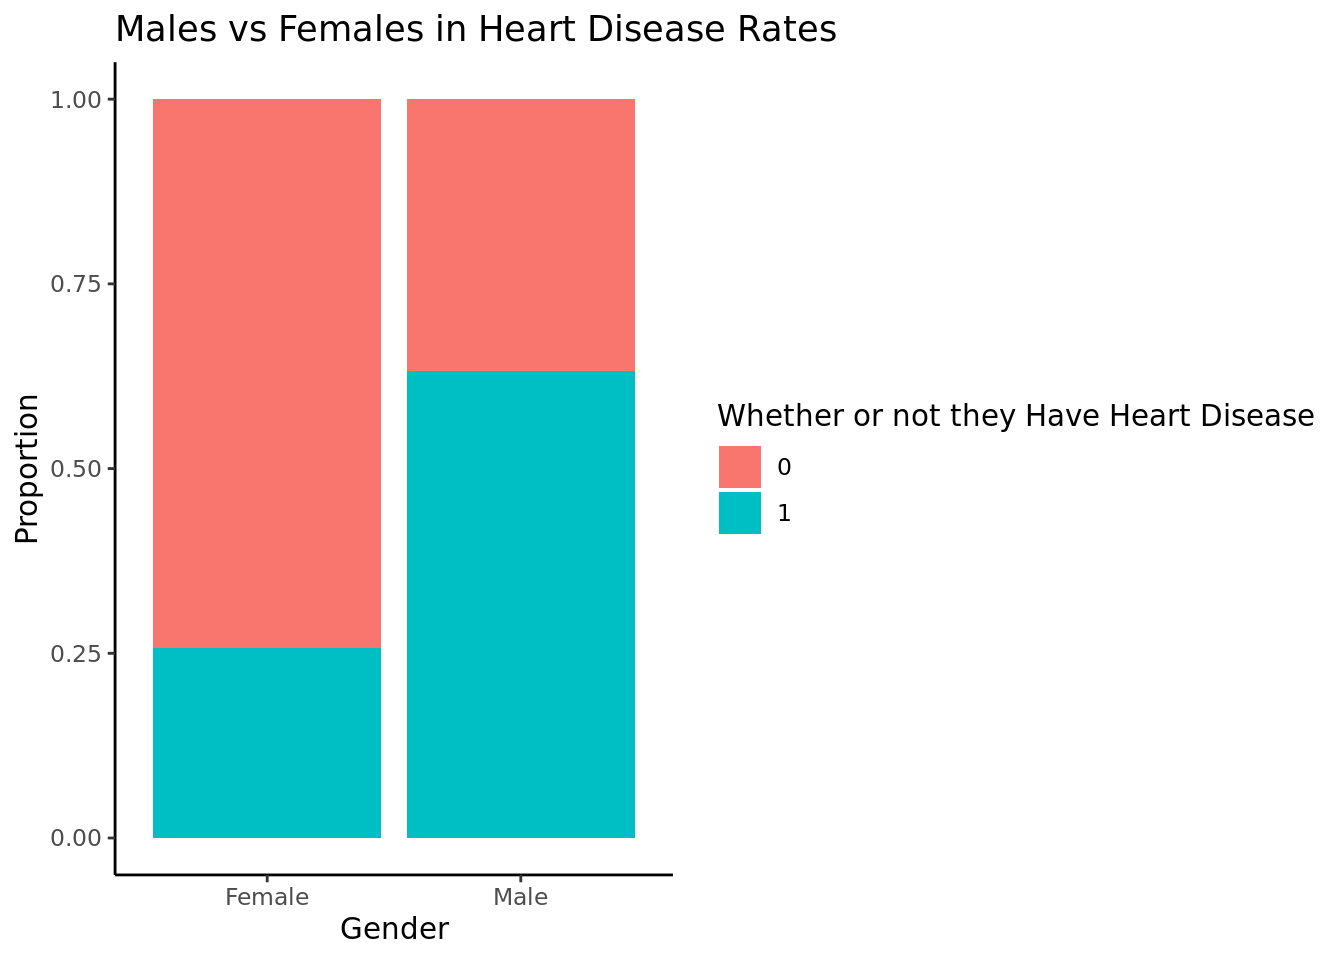 Males vs Females in Heart Disease Rates
1.00
0.75
0.50
0.25
0.00
Proportion
Female Male
Gender
Whether or not they Have Heart Disease
0
1